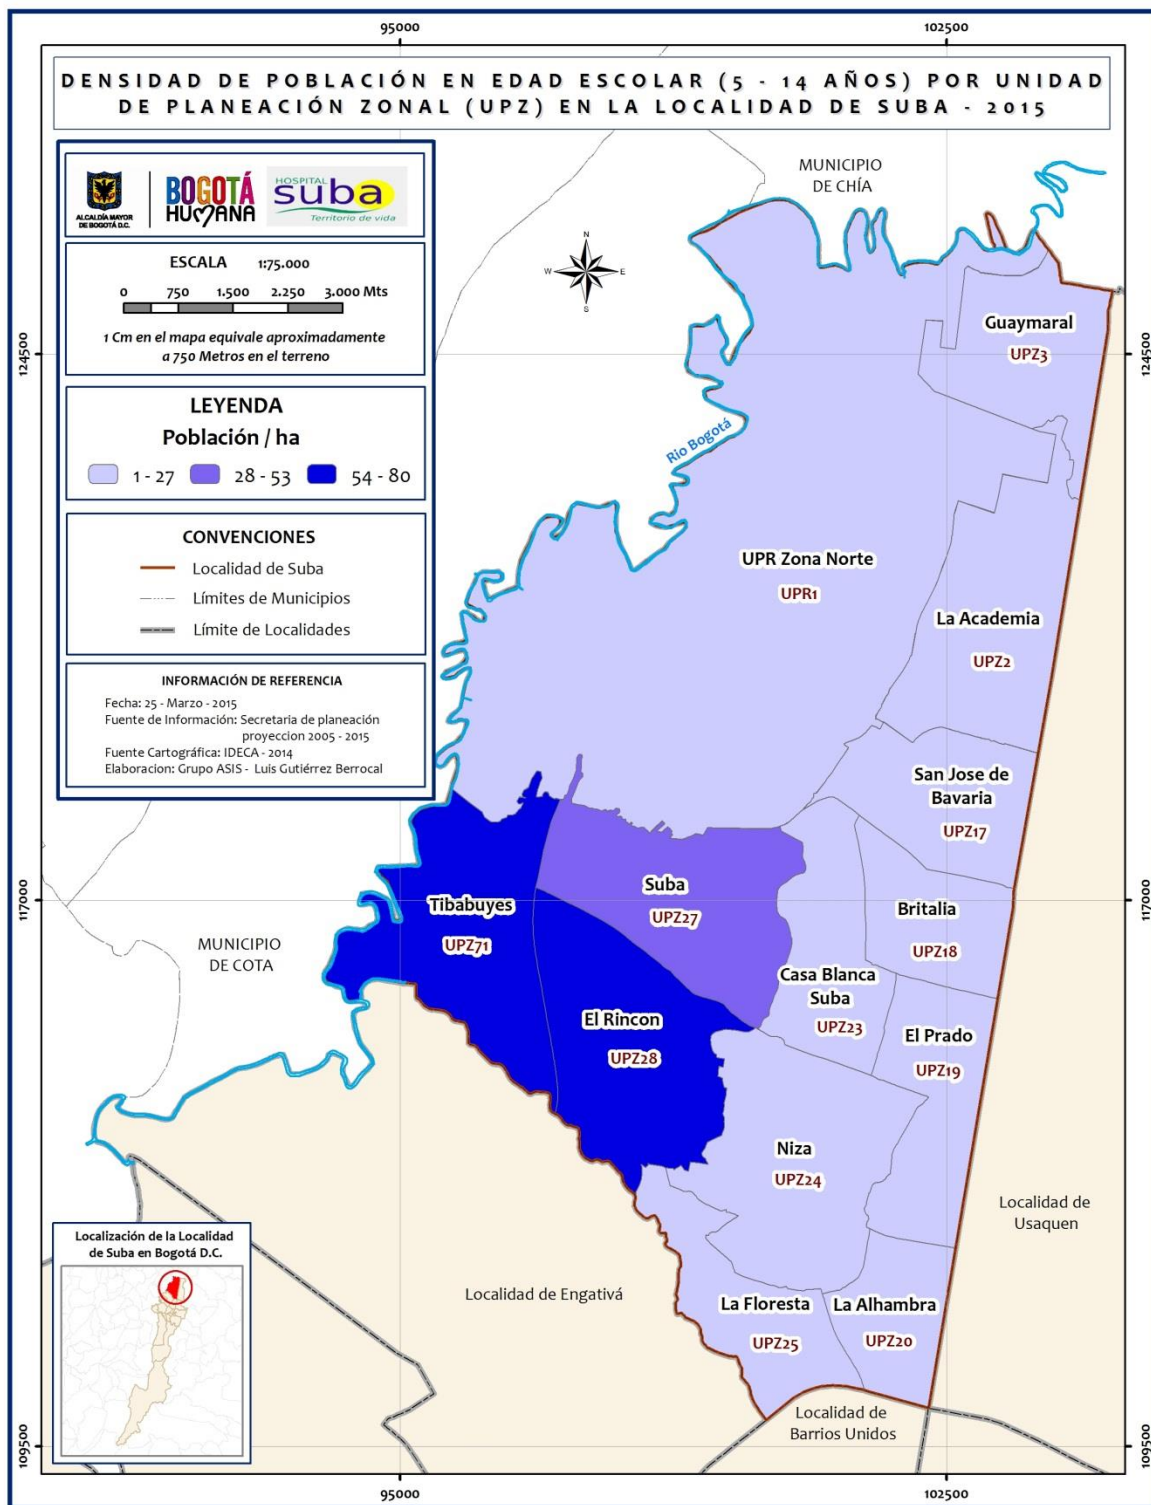 95000
102500
DENSIDAD DE POBLACIÓN EN EDAD ESCOLAR (5 - 14 AÑOS) POR UNIDAD
DE PLANEACIÓN ZONAL (UPZ) EN LA LOCALIDAD DE SUBA - 2015
ALCALDÍA MAYOR
DE BOGOTÁ D.C.
BOGOTÁ
HUMANA
HOSPITAL
suba
Territorio de vida
ESCALA 1:75.000
0 750 1.500 2.250 3.000 Mts
1 Cm en el mapa equivale aproximadamente
a 750 Metros en el terreno
LEYENDA
Población / ha
1 - 27 28 - 53 54 - 80
CONVENCIONES
Localidad de Suba
Límites de Municipios
Límite de Localidades
INFORMACIÓN DE REFERENCIA
Fecha: 25 - Marzo - 2015
Fuente de Información: Secretaria de planeación
proyeccion 2005 - 2015
Fuente Cartográfica: IDECA - 2014
Elaboracion: Grupo ASIS - Luis Gutiérrez Berrocal
N
W E
S
MUNICIPIO
DE CHÍA
Guaymaral
UPZ3
124500
124500
Rio Bogotá
UPR Zona Norte
UPR1
La Academia
UPZ2
San Jose de
Bavaria
UPZ17
Suba
UPZ27
Tibabuyes
UPZ71
117000
117000
Britalia
UPZ18
MUNICIPIO
DE COTA
Casa Blanca
Suba
UPZ23
El Rincon
UPZ28
El Prado
UPZ19
Niza
UPZ24
Localidad de
Usaquen
Localización de la Localidad
de Suba en Bogotá D.C.
Localidad de Engativá
La Floresta
UPZ25
La Alhambra
UPZ20
Localidad de
Barrios Unidos
109500
109500
95000
102500